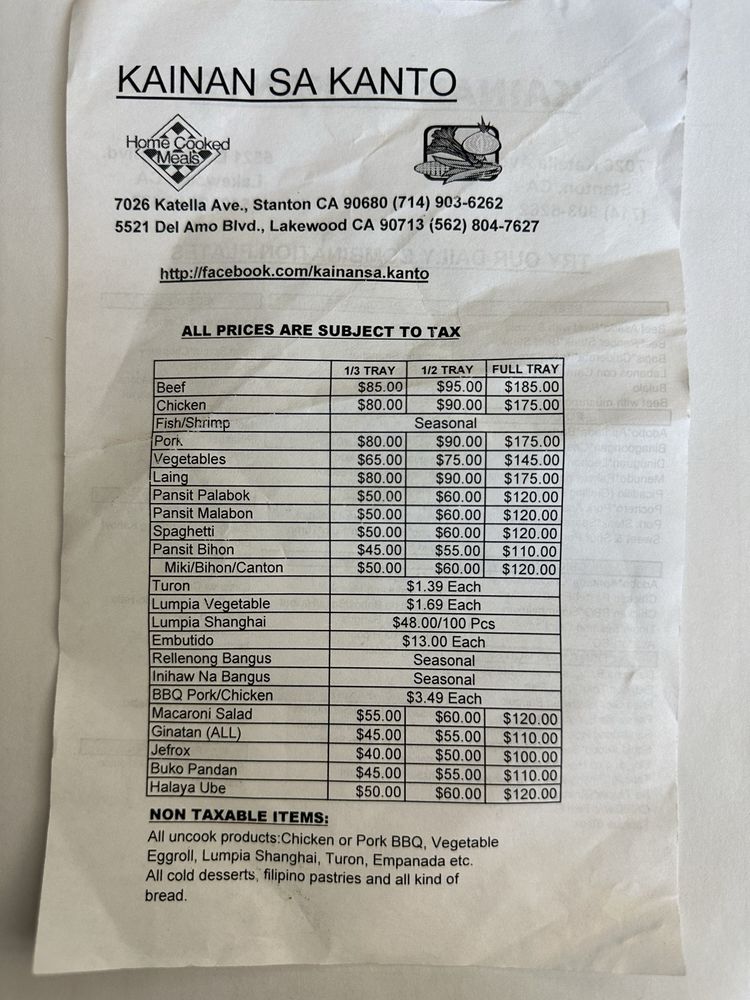 KAINAN SA KANTO
Home Cooked
Meals
7026 Katella Ave., Stanton CA 90680 (714) 903-6262
5521 Del Amo Blvd., Lakewood CA 90713 (562) 804-7627
http://facebook.com/kainansa.kanto
ALL PRICES ARE SUBJECT TO TAX
1/3 TRAY 1/2 TRAY FULL TRAY
Beef $85.00 $95.00 $185.00
Chicken $80.00 $90.00 $175.00
Fish/Shrimp Seasonal
Pork $80.00 $90.00 $175.00
Vegetables $65.00 $75.00 $145.00
Laing $80.00 $90.00 $175.00
Pansit Palabok $50.00 $60.00 $120.00
Pansit Malabon $50.00 $60.00 $120.00
Spaghetti $50.00 $60.00 $120.00
Pansit Bihon $45.00 $55.00 $110.00
Miki/Bihon/Canton $50.00 $60.00 $120.00
Turon $1.39 Each
Lumpia Vegetable $1.69 Each
Lumpia Shanghai $48.00/100 Pcs
Embutido $13.00 Each
Rellenong Bangus Seasonal
Inihaw Na Bangus Seasonal
BBQ Pork/Chicken $3.49 Each
Macaroni Salad $55.00 $60.00 $120.00
Ginatan (ALL) $45.00 $55.00 $110.00
Jefrox $40.00 $50.00 $100.00
Buko Pandan $45.00 $55.00 $110.00
Halaya Ube $50.00 $60.00 $120.00
NON TAXABLE ITEMS:
All uncook products:Chicken or Pork BBQ, Vegetable
Eggroll, Lumpia Shanghai, Turon, Empanada etc.
All cold desserts, filipino pastries and all kind of
bread.